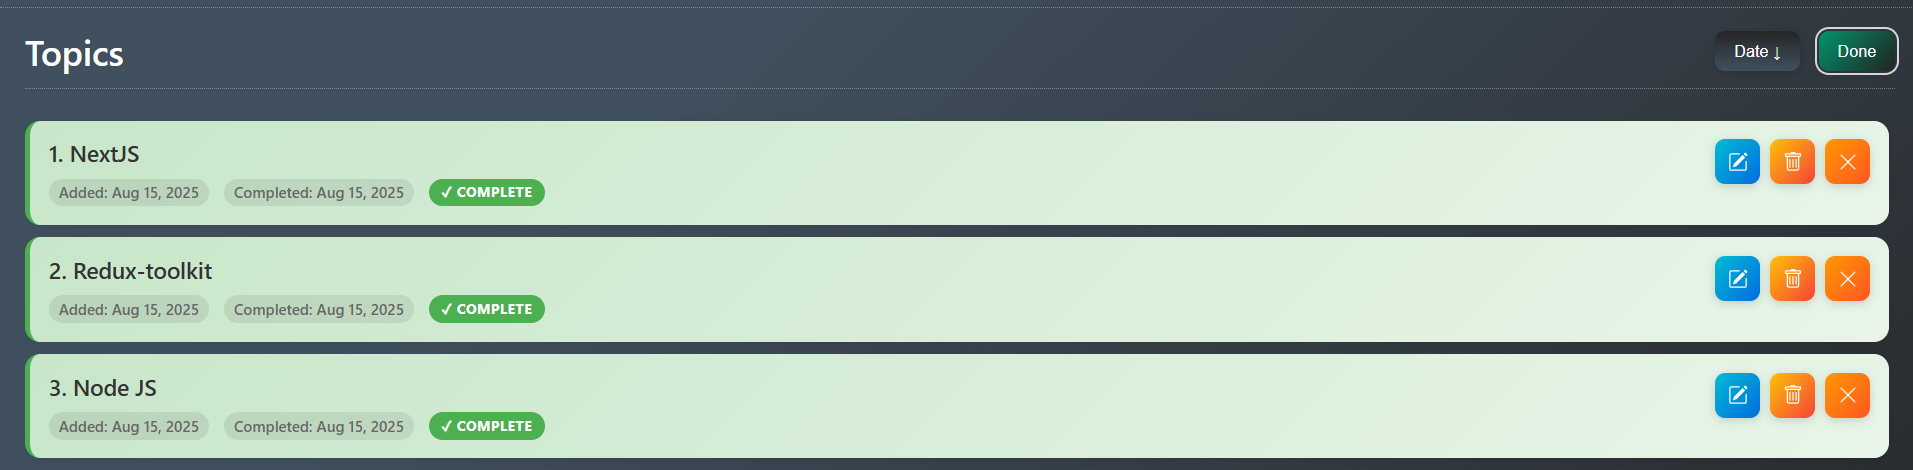 Topics
Date ↓
Done
1. NextJS
Added: Aug 15, 2025
Completed: Aug 15, 2025
✓ COMPLETE
2. Redux-toolkit
Added: Aug 15, 2025
Completed: Aug 15, 2025
✓ COMPLETE
3. Node JS
Added: Aug 15, 2025
Completed: Aug 15, 2025
✓ COMPLETE